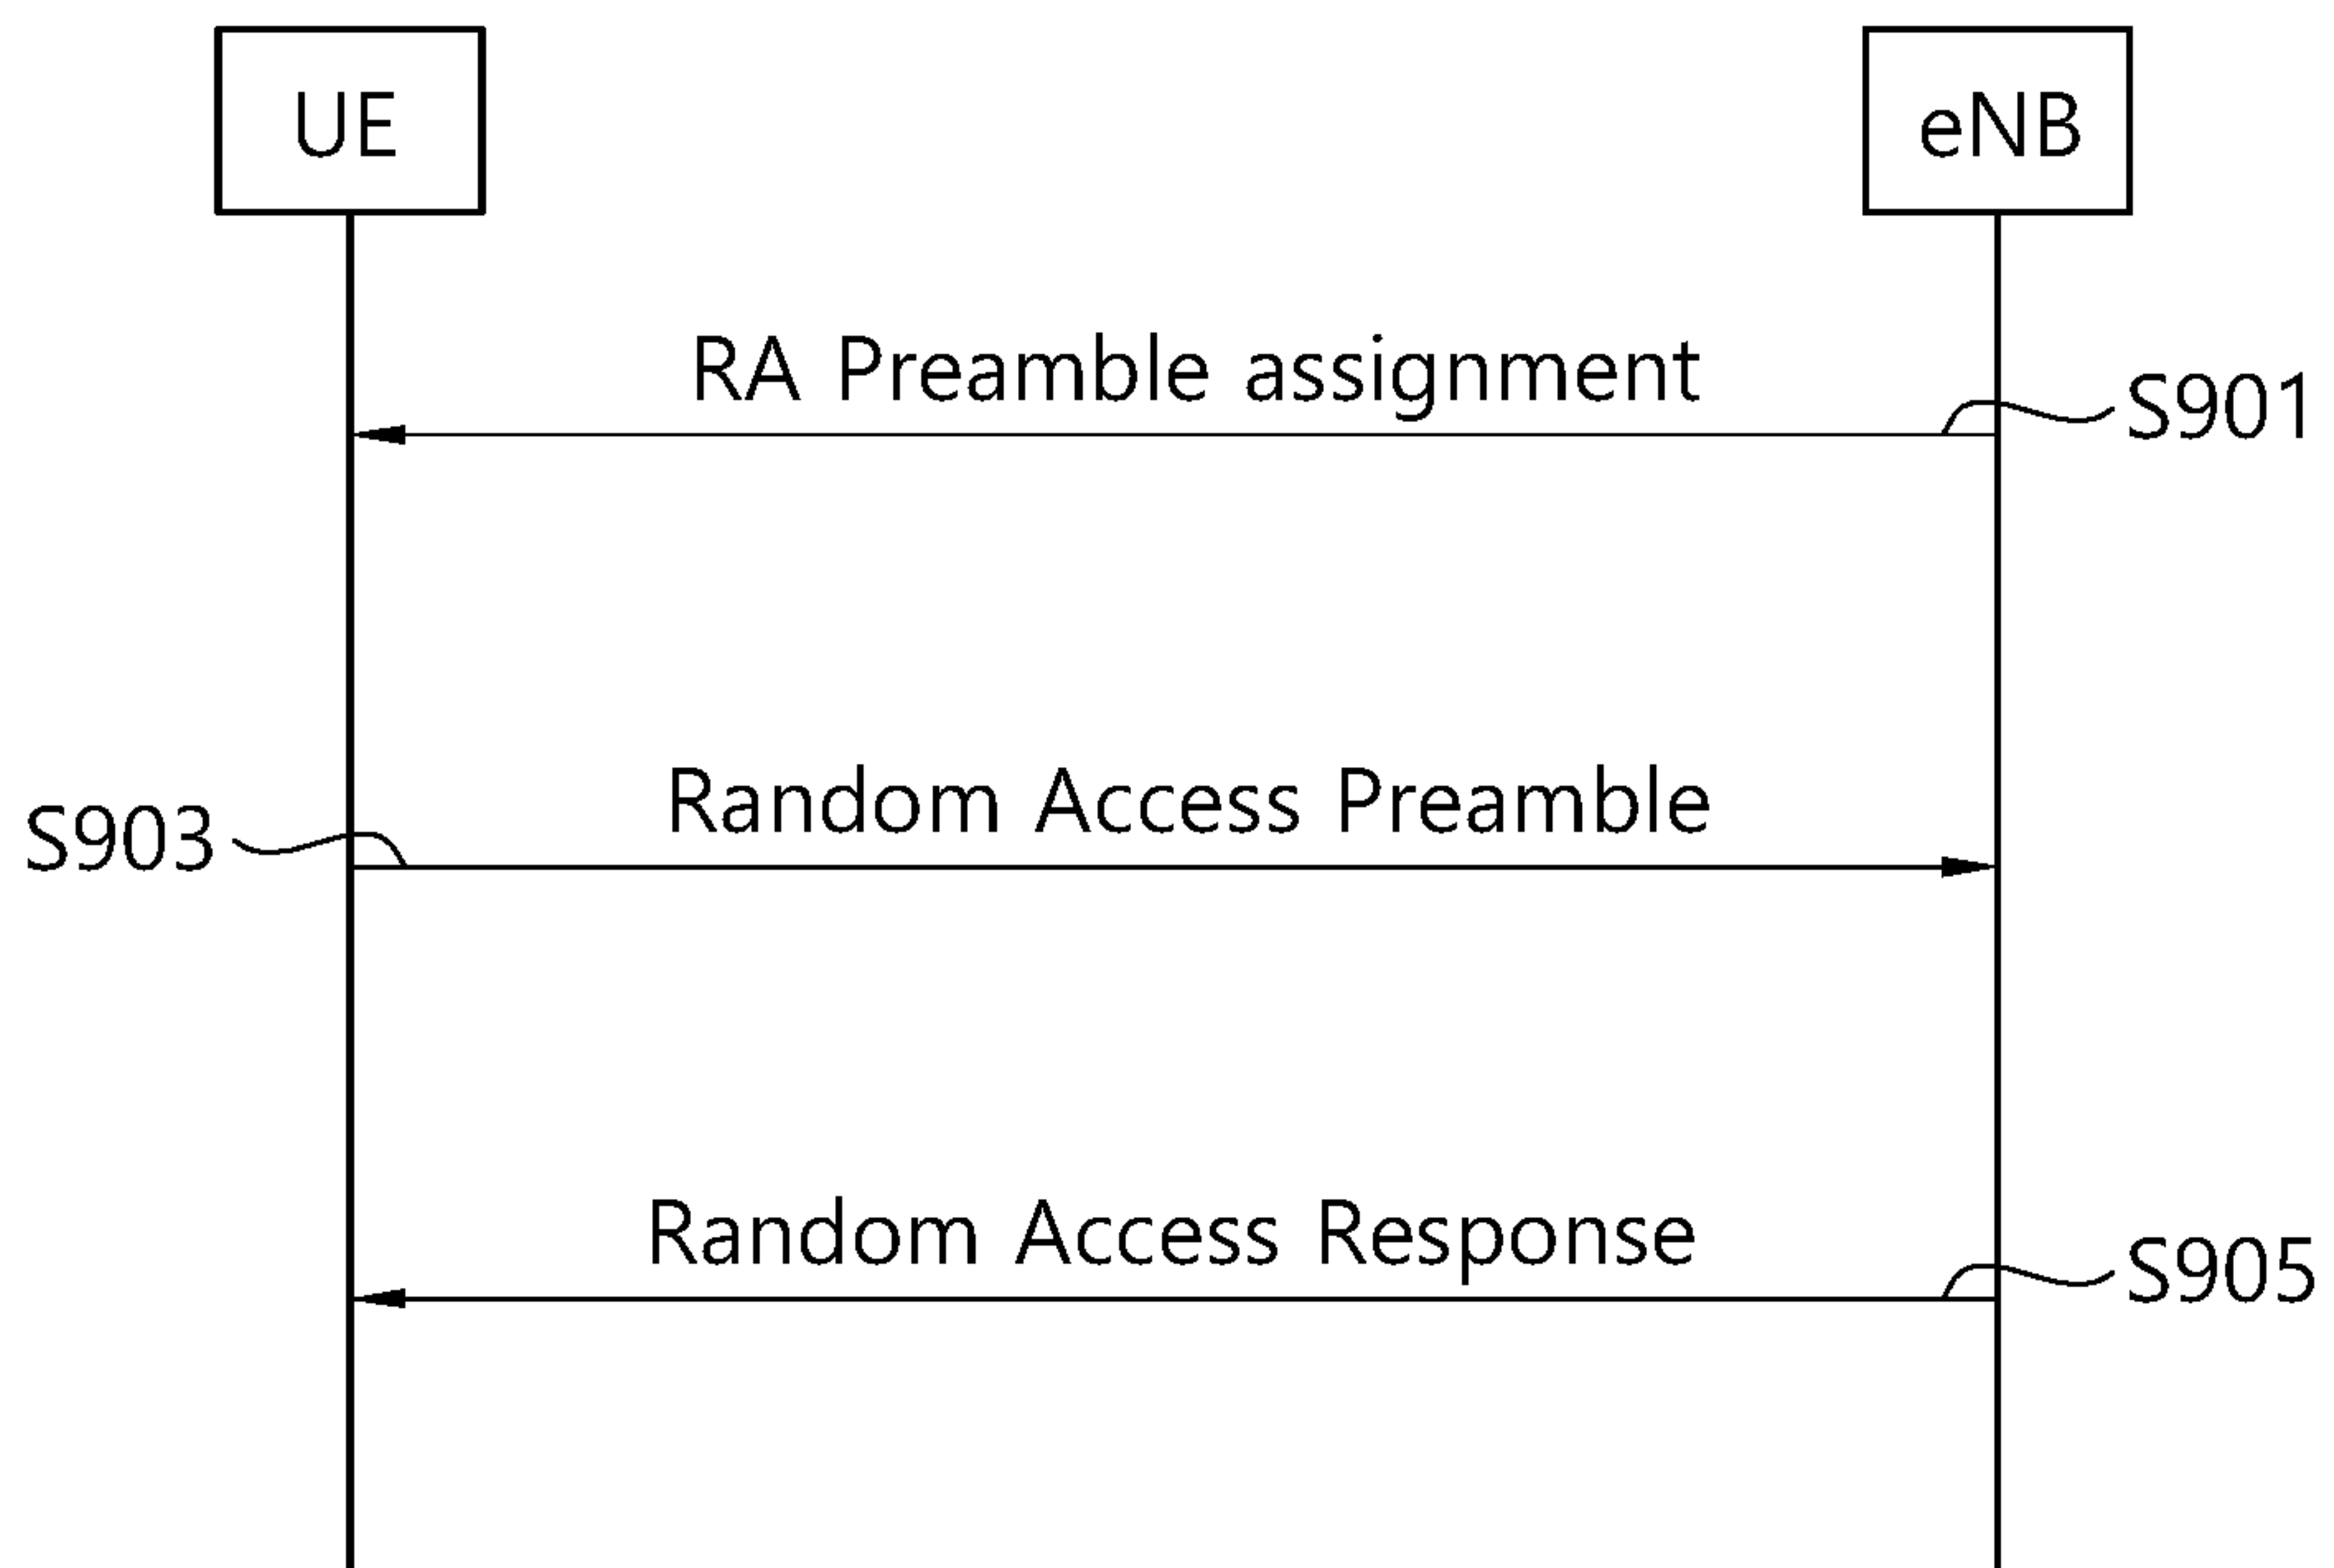 UE
eNB
RA Preamble assignment
S901
Random Access Preamble
S903
Random Access Response
S905